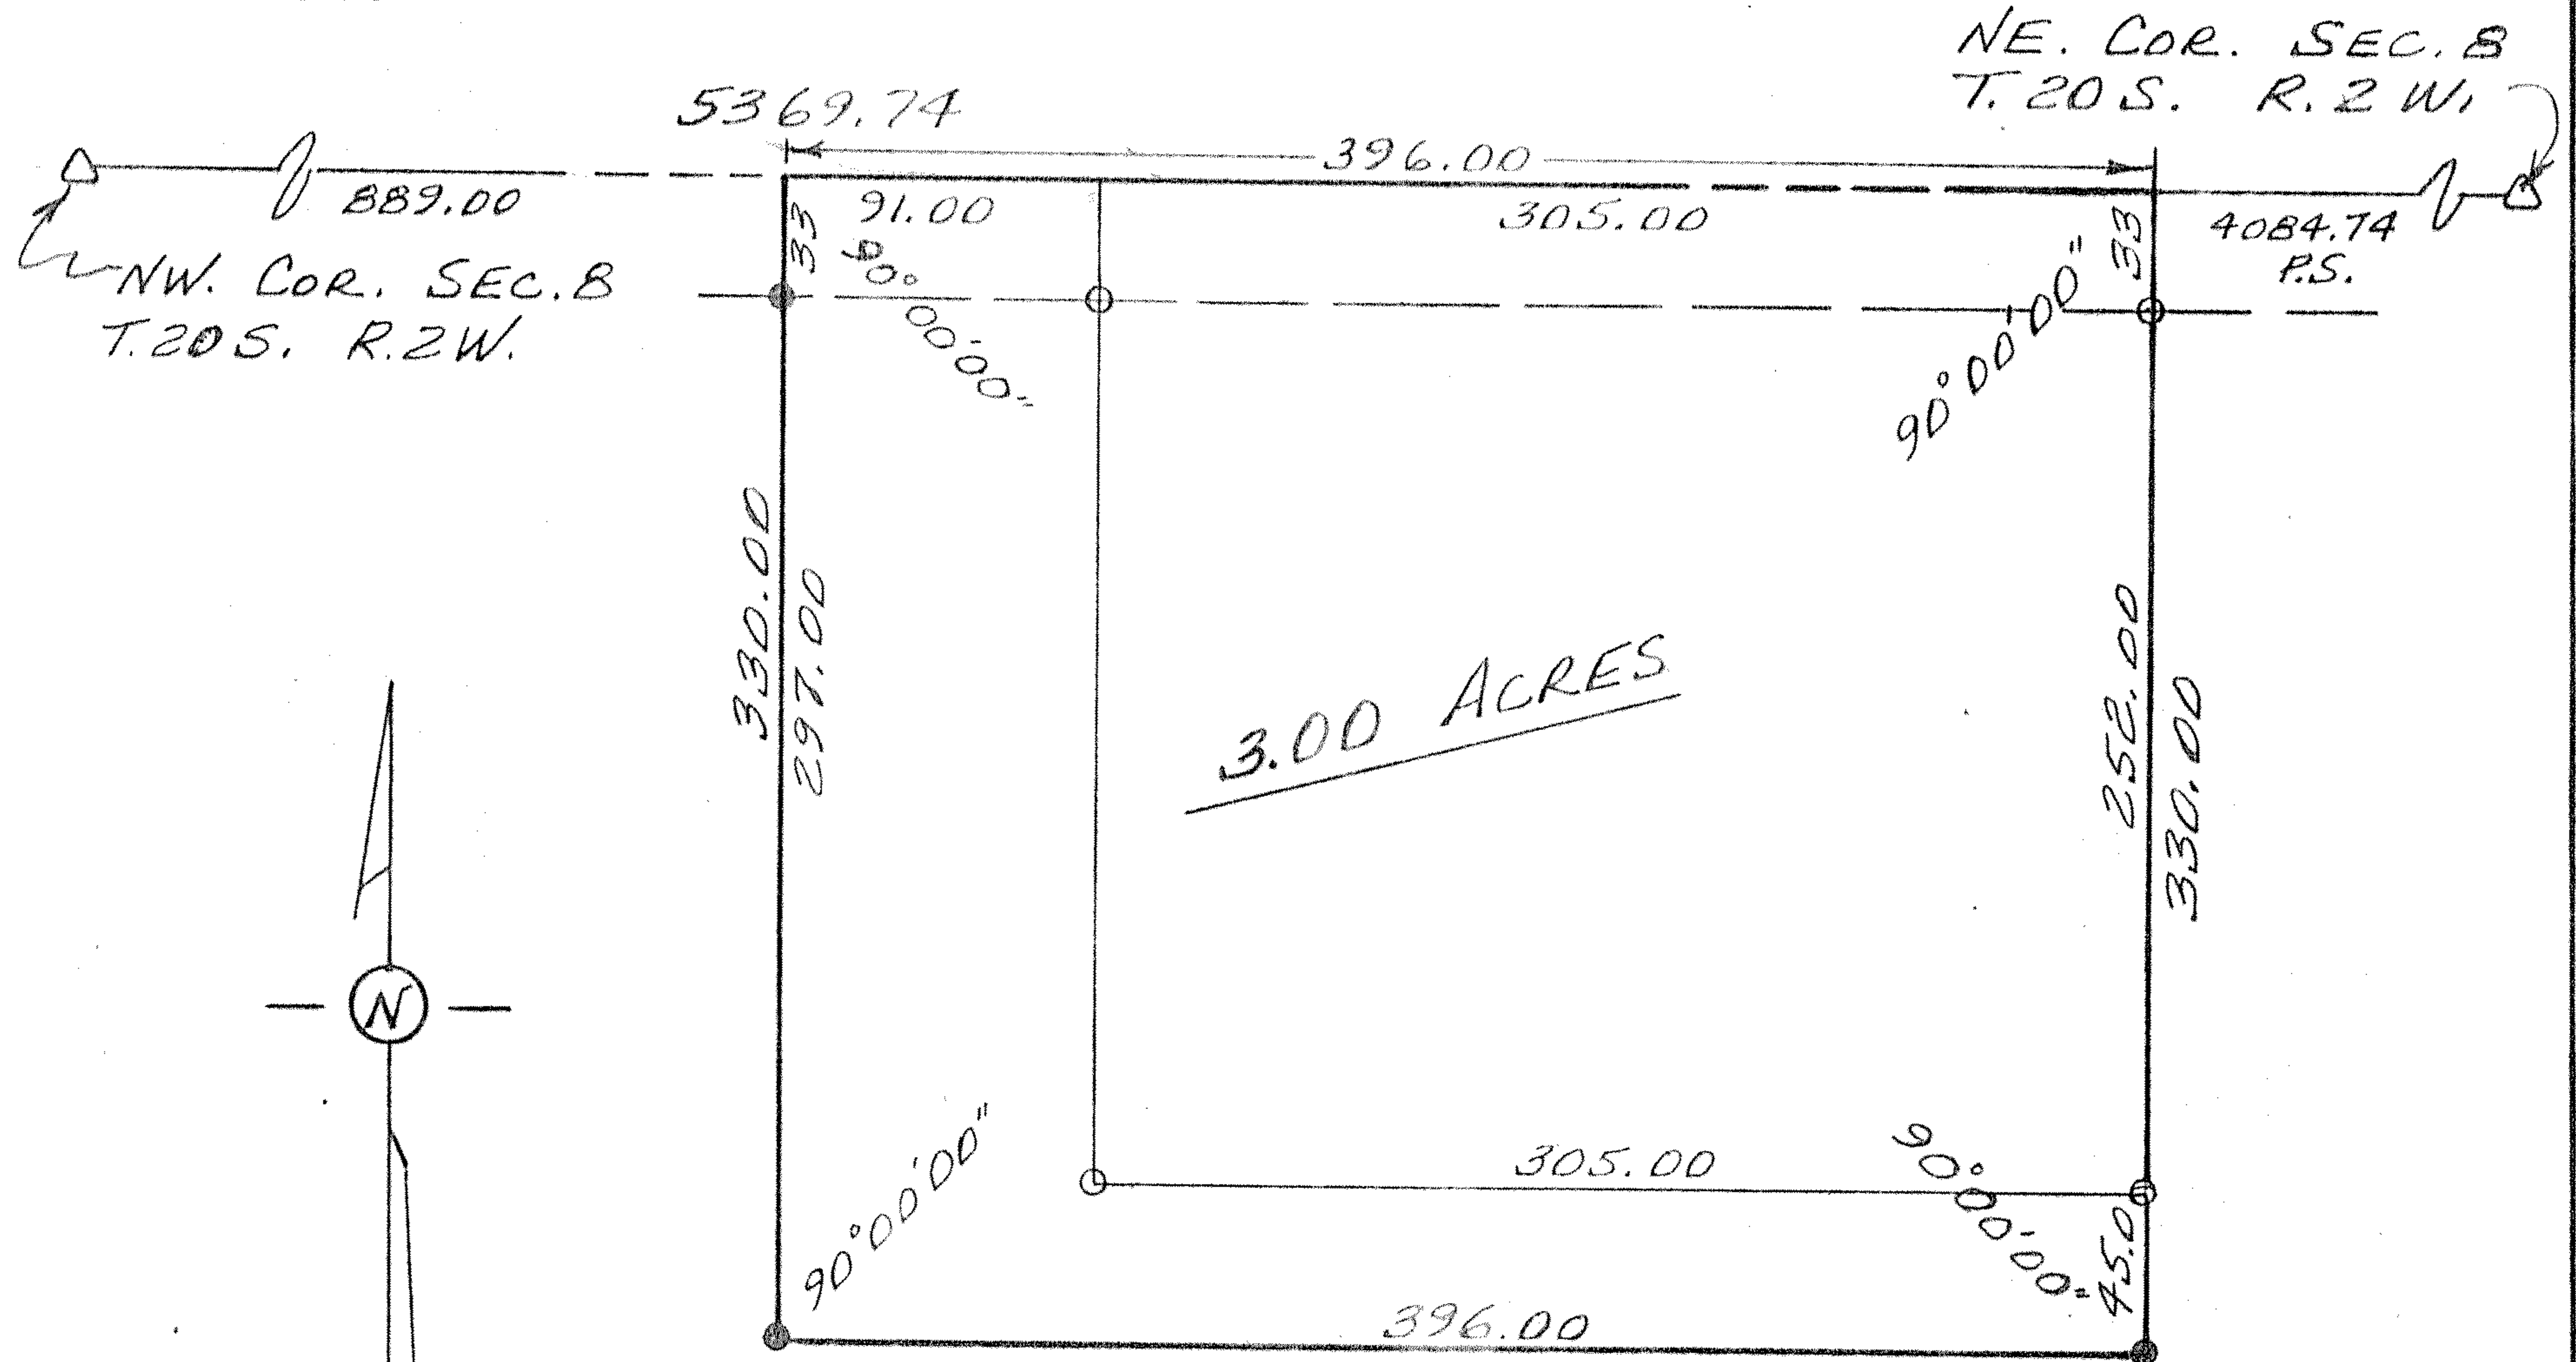 NE. COR. SEC. 8
T. 20 S. R. 2 W.
5369.74
396.00
889.00
91.00
305.00
4084.74
P.S.
33
33
NW. COR. SEC. 8
T. 20 S. R. 2 W.
90°00'00"
90°00'00"
330.00
297.00
252.00
330.00
3.00 ACRES
N
90°00'00"
305.00
90°00'00"
45.0
396.00